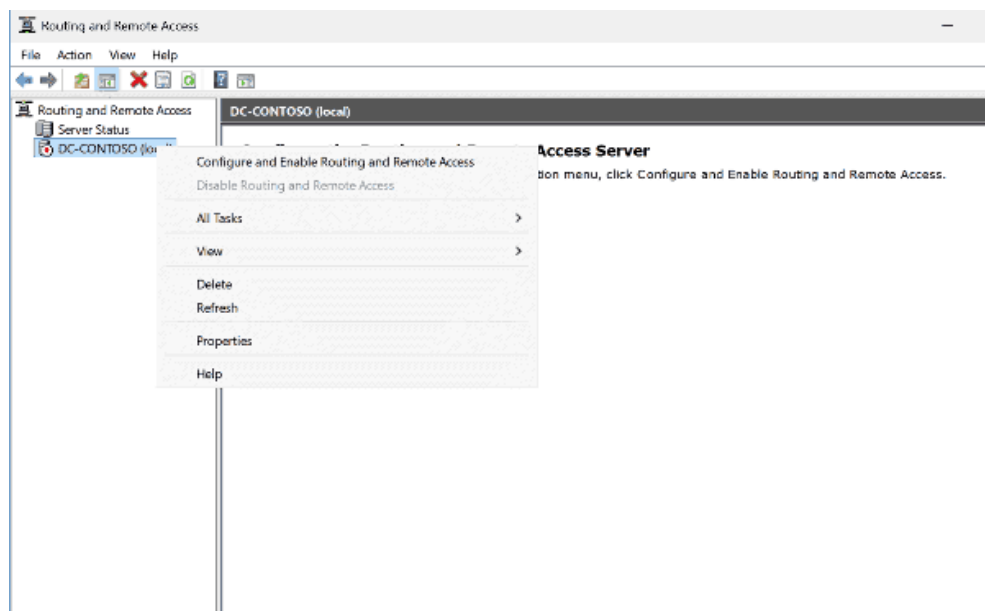 Routing and Remote Access
File Action View Help
Routing and Remote Access
Server Status
DC-CONTOSO (local)
Configure and Enable Routing and Remote Access
Disable Routing and Remote Access
All Tasks
View
Delete
Refresh
Properties
Help
DC-CONTOSO (local)
Access Server
tion menu, click Configure and Enable Routing and Remote Access.